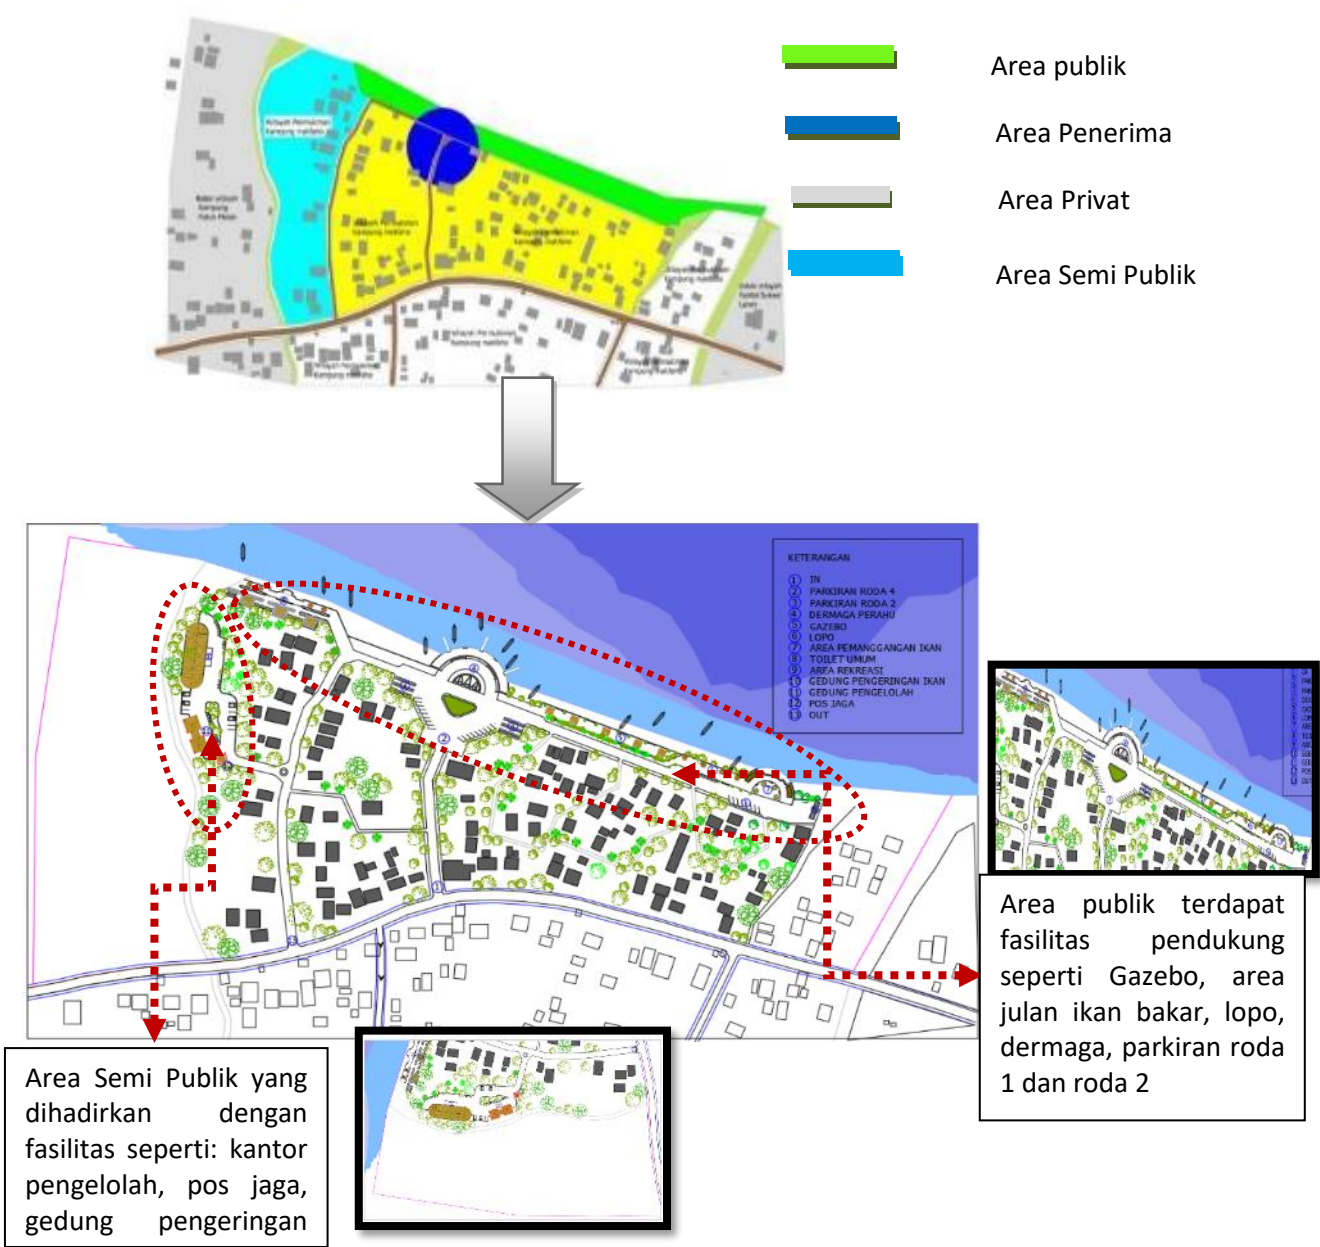 Area publik
Area Penerima
Area Privat
Area Semi Publik
KETERANGAN
1 IN
2 PARKIRAN RODA 4
3 PARKIRAN RODA 2
4 DERMAGA PERAHU
5 GAZEBO
6 LOPO
7 AREA PEMANGGANGAN IKAN
8 TOILET UMUM
9 AREA REKREASI
10 GEDUNG PENGERINGAN IKAN
11 GEDUNG PENGELOLAH
12 POS JAGA
13 OUT
Area publik terdapat
fasilitas pendukung
seperti Gazebo, area
julan ikan bakar, lopo,
dermaga, parkiran roda
1 dan roda 2
Area Semi Publik yang
dihadirkan dengan
fasilitas seperti: kantor
pengelolah, pos jaga,
gedung pengeringan